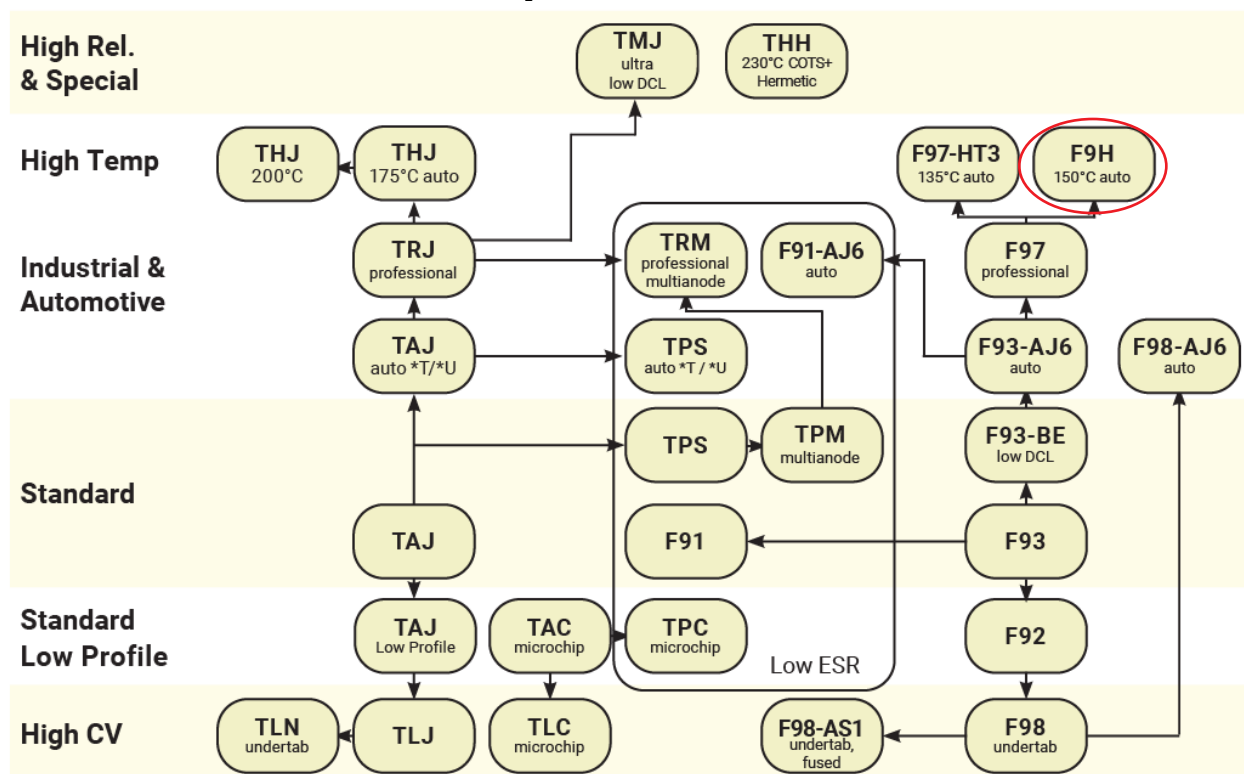 High Rel.
& Special
TMJ
ultra
low DCL
THH
230°C COTS+
Hermetic
High Temp
THJ
200°C
THJ
175°C auto
F97-HT3
135°C auto
F9H
150°C auto
Industrial &
Automotive
TRJ
professional
TRM
professional
multianode
F91-AJ6
auto
F97
professional
TAJ
auto *T/*U
TPS
auto *T / *U
F93-AJ6
auto
F98-AJ6
auto
Standard
TPS
TPM
multianode
F93-BE
low DCL
TAJ
F91
F93
Standard
Low Profile
TAJ
Low Profile
TAC
microchip
TPC
microchip
Low ESR
F92
High CV
TLN
undertab
TLJ
TLC
microchip
F98-AS1
undertab,
fused
F98
undertab